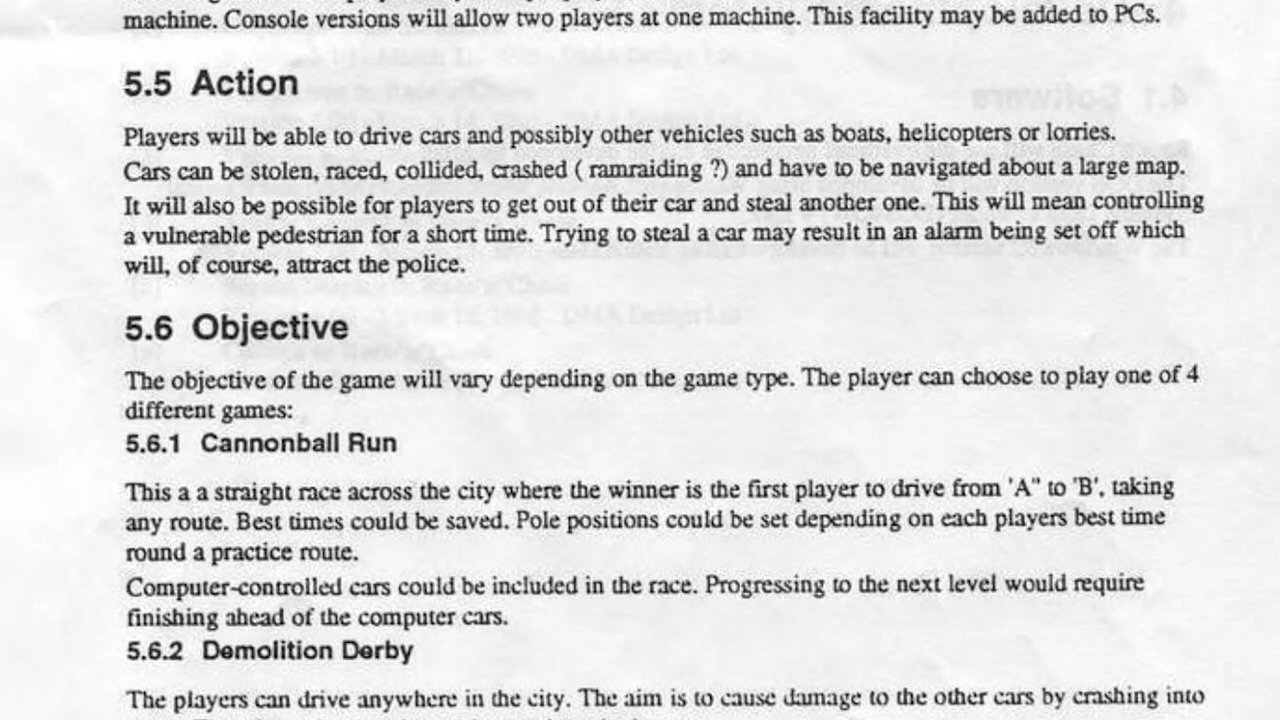 machine. Console versions will allow two players at one machine. This facility may be added to PCs.
5.5 Action
Players will be able to drive cars and possibly other vehicles such as boats, helicopters or lorries.
Cars can be stolen, raced, collided, crashed ( ramraiding ?) and have to be navigated about a large map.
It will also be possible for players to get out of their car and steal another one. This will mean controlling
a vulnerable pedestrian for a short time. Trying to steal a car may result in an alarm being set off which
will, of course, attract the police.
5.6 Objective
The objective of the game will vary depending on the game type. The player can choose to play one of 4
different games:
5.6.1 Cannonball Run
This a a straight race across the city where the winner is the first player to drive from 'A" to 'B', taking
any route. Best times could be saved. Pole positions could be set depending on each players best time
round a practice route.
Computer-controlled cars could be included in the race. Progressing to the next level would require
finishing ahead of the computer cars.
5.6.2 Demolition Derby
The players can drive anywhere in the city. The aim is to cause damage to the other cars by crashing into
4.1 Software